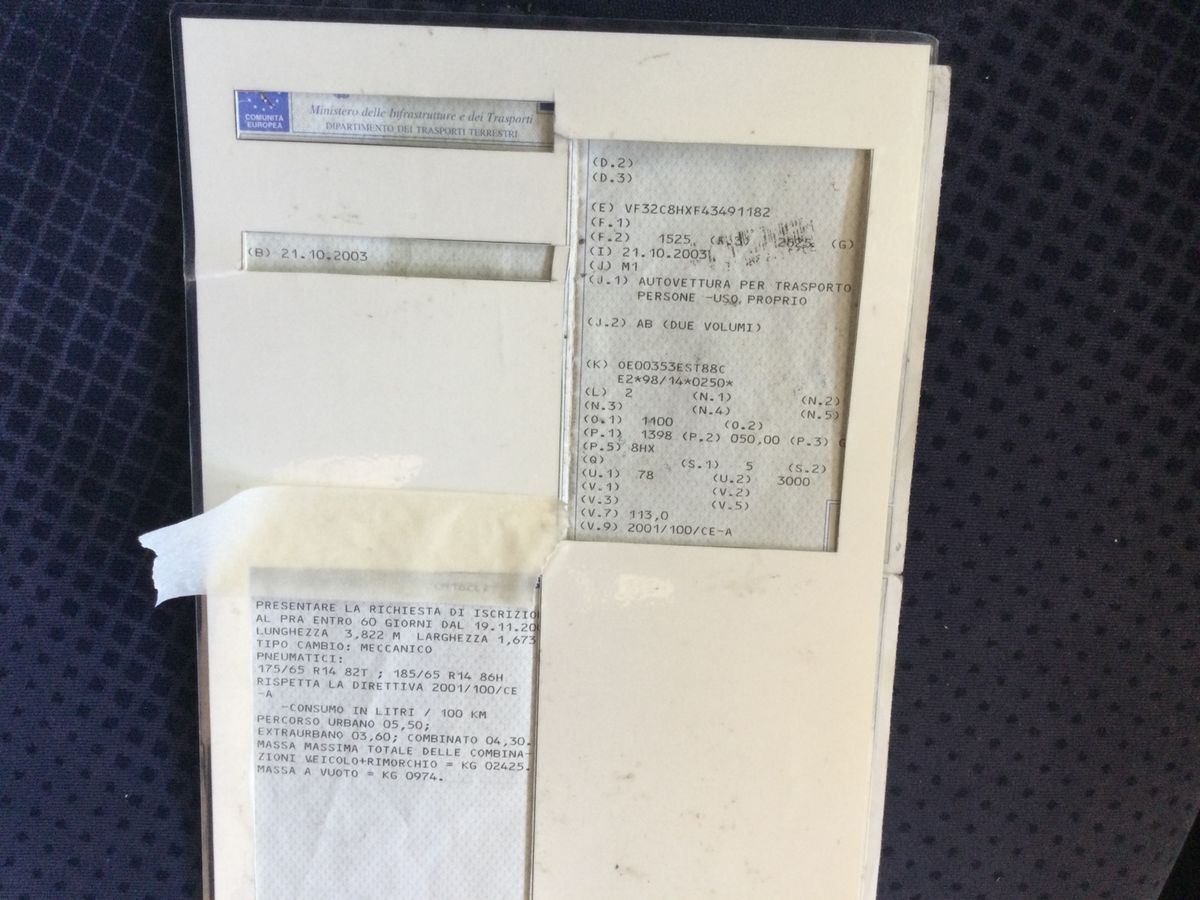 COMUNITÀ
EUROPEA
Ministero delle Infrastrutture e dei Trasporti
DIPARTIMENTO DEI TRASPORTI TERRESTRI
(B) 21.10.2003
(D.2)
(D.3)
(E) VF32C8HXF43491182
(F.1)
(F.2) 1525 (G)
(I) 21.10.2003
(J) M1
(J.1) AUTOVETTURA PER TRASPORTO
PERSONE -USO PROPRIO
(J.2) AB (DUE VOLUMI)
(K) OE00353EST88C
E2*98/14*0250*
(L) 2 (N.1) (N.2)
(N.3) (N.4) (N.5)
(O.1) 1100 (O.2)
(P.1) 1398 (P.2) 050,00 (P.3) G
(P.5) 8HX
(Q) (S.1) 5 (S.2)
(U.1) 78 (U.2) 3000
(V.1) (V.2)
(V.3) (V.5)
(V.7) 113,0
(V.9) 2001/100/CE-A
PRESENTARE LA RICHIESTA DI ISCRIZIO
AL PRA ENTRO 60 GIORNI DAL 19.11.20
LUNGHEZZA 3,822 M LARGHEZZA 1,673
TIPO CAMBIO: MECCANICO
PNEUMATICI:
175/65 R14 82T ; 185/65 R14 86H
RISPETTA LA DIRETTIVA 2001/100/CE
-A
-CONSUMO IN LITRI / 100 KM
PERCORSO URBANO 05,50;
EXTRAURBANO 03,60; COMBINATO 04,30.
MASSA MASSIMA TOTALE DELLE COMBINA-
ZIONI VEICOLO+RIMORCHIO = KG 02425.
MASSA A VUOTO = KG 0974.